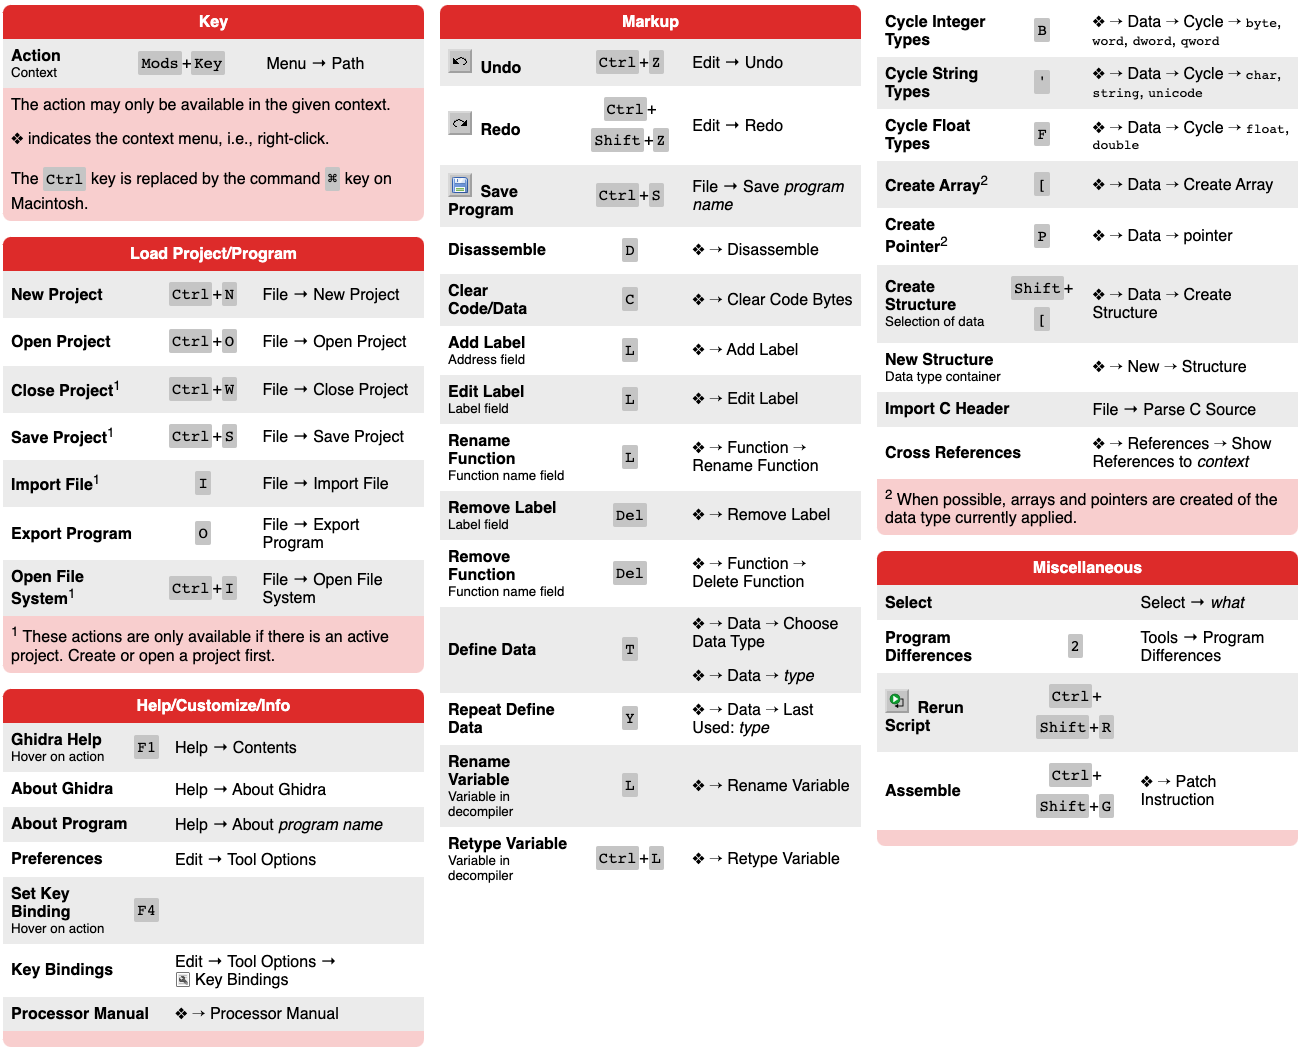 Key
Action
Context
Mods+Key
Menu → Path
The action may only be available in the given context.
❖ indicates the context menu, i.e., right-click.
The Ctrl key is replaced by the command ⌘ key on
Macintosh.
Load Project/Program
New Project Ctrl+N File → New Project
Open Project Ctrl+O File → Open Project
Close Project1 Ctrl+W File → Close Project
Save Project1 Ctrl+S File → Save Project
Import File1 I File → Import File
Export Program O File → Export
Program
Open File
System1
Ctrl+I
File → Open File
System
1 These actions are only available if there is an active
project. Create or open a project first.
Help/Customize/Info
Ghidra Help
Hover on action
F1
Help → Contents
About Ghidra Help → About Ghidra
About Program Help → About program name
Preferences Edit → Tool Options
Set Key
Binding
Hover on action
F4
Key Bindings
Edit → Tool Options →
Key Bindings
Processor Manual ❖ → Processor Manual
Markup
Undo Ctrl+Z Edit → Undo
Redo
Ctrl+
Shift+Z
Edit → Redo
Save
Program
Ctrl+S
File → Save program
name
Disassemble D ❖ → Disassemble
Clear
Code/Data
C
❖ → Clear Code Bytes
Add Label
Address field
L
❖ → Add Label
Edit Label
Label field
L
❖ → Edit Label
Rename
Function
Function name field
L
❖ → Function →
Rename Function
Remove Label
Label field
Del
❖ → Remove Label
Remove
Function
Function name field
Del
❖ → Function →
Delete Function
Define Data
T
❖ → Data → Choose
Data Type
❖ → Data → type
Repeat Define
Data
Y
❖ → Data → Last
Used: type
Rename
Variable
Variable in
decompiler
L
❖ → Rename Variable
Retype Variable
Variable in
decompiler
Ctrl+L
❖ → Retype Variable
Cycle Integer
Types
B
❖ → Data → Cycle → byte,
word, dword, qword
Cycle String
Types
'
❖ → Data → Cycle → char,
string, unicode
Cycle Float
Types
F
❖ → Data → Cycle → float,
double
Create Array2 [ ❖ → Data → Create Array
Create
Pointer2
P
❖ → Data → pointer
Create
Structure
Selection of data
Shift+
[
❖ → Data → Create
Structure
New Structure
Data type container
❖ → New → Structure
Import C Header File → Parse C Source
Cross References
❖ → References → Show
References to context
2 When possible, arrays and pointers are created of the
data type currently applied.
Miscellaneous
Select Select → what
Program
Differences
2
Tools → Program
Differences
Rerun
Script
Ctrl+
Shift+R
Assemble
Ctrl+
Shift+G
❖ → Patch
Instruction